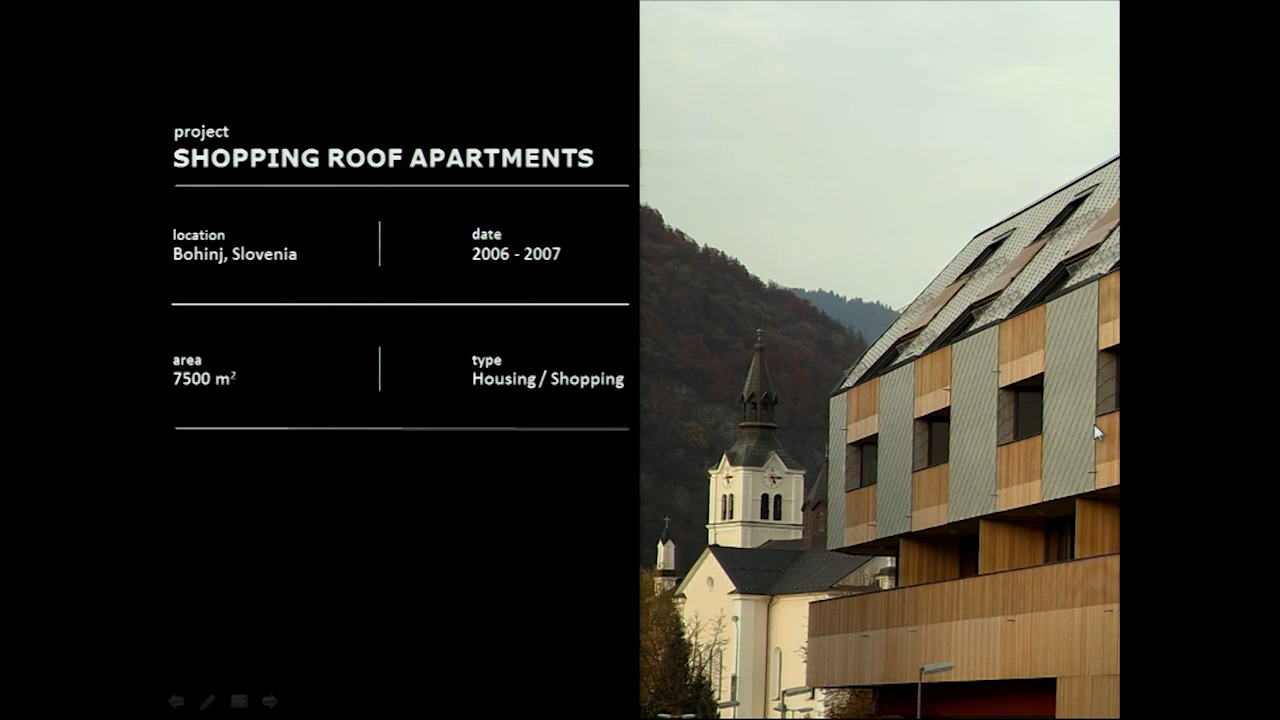 project
SHOPPING ROOF APARTMENTS
location
Bohinj, Slovenia
date
2006 - 2007
area
7500 m²
type
Housing / Shopping